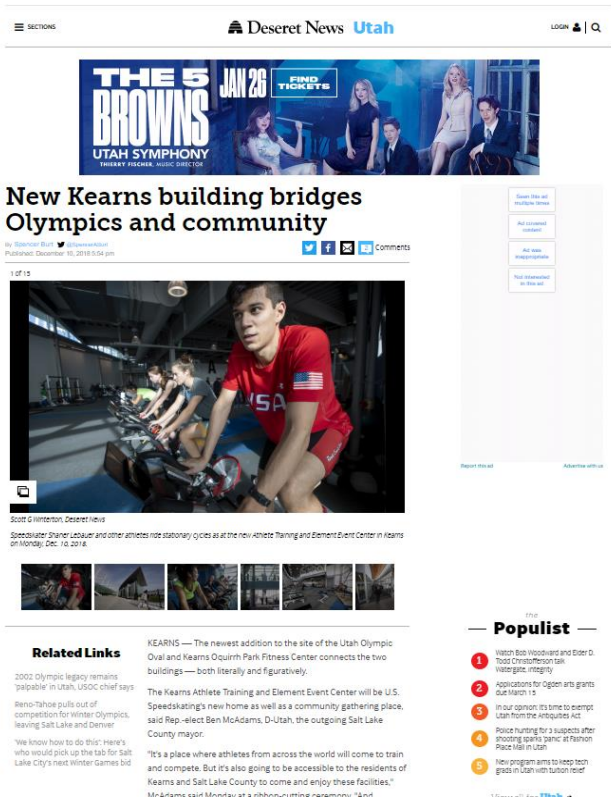 SECTIONS
Deseret News Utah
LOGIN
THE 5
BROWNS
UTAH SYMPHONY
THIERRY FISCHER, MUSIC DIRECTOR
JAN 26
FIND
TICKETS
New Kearns building bridges
Olympics and community
By Spencer Burt
Published: December 10, 2018 5:54 pm
2 Comments
Seen this ad
multiple times
Ad covered
content
Ad was
inappropriate
Not interested
in this ad
Report this ad
Advertise with us
1 of 15
USA
Scott G Winterton, Deseret News
Speedskater Shaner Lebauer and other athletes ride stationary cycles as at the new Athlete Training and Element Event Center in Kearns
on Monday, Dec. 10, 2018.
Related Links
2002 Olympic legacy remains
'palpable' in Utah, USOC chief says
Reno-Tahoe pulls out of
competition for Winter Olympics,
leaving Salt Lake and Denver
'We know how to do this': Here's
who would pick up the tab for Salt
Lake City's next Winter Games bid
KEARNS — The newest addition to the site of the Utah Olympic
Oval and Kearns Oquirrh Park Fitness Center connects the two
buildings — both literally and figuratively.
The Kearns Athlete Training and Element Event Center will be U.S.
Speedskating's new home as well as a community gathering place,
said Rep.-elect Ben McAdams, D-Utah, the outgoing Salt Lake
County mayor.
"It's a place where athletes from across the world will come to train
and compete. But it's also going to be accessible to the residents of
Kearns and Salt Lake County to come and enjoy these facilities,"
McAdams said Monday at a ribbon-cutting ceremony. "And
the
Populist
1 Watch Bob Woodward and Elder D.
Todd Christofferson talk
Watergate, integrity
2 Applications for Ogden arts grants
due March 15
3 In our opinion: It's time to exempt
Utah from the Antiquities Act
4 Police hunting for 3 suspects after
shooting sparks 'panic' at Fashion
Place Mall in Utah
5 New program aims to keep tech
grads in Utah with tuition relief